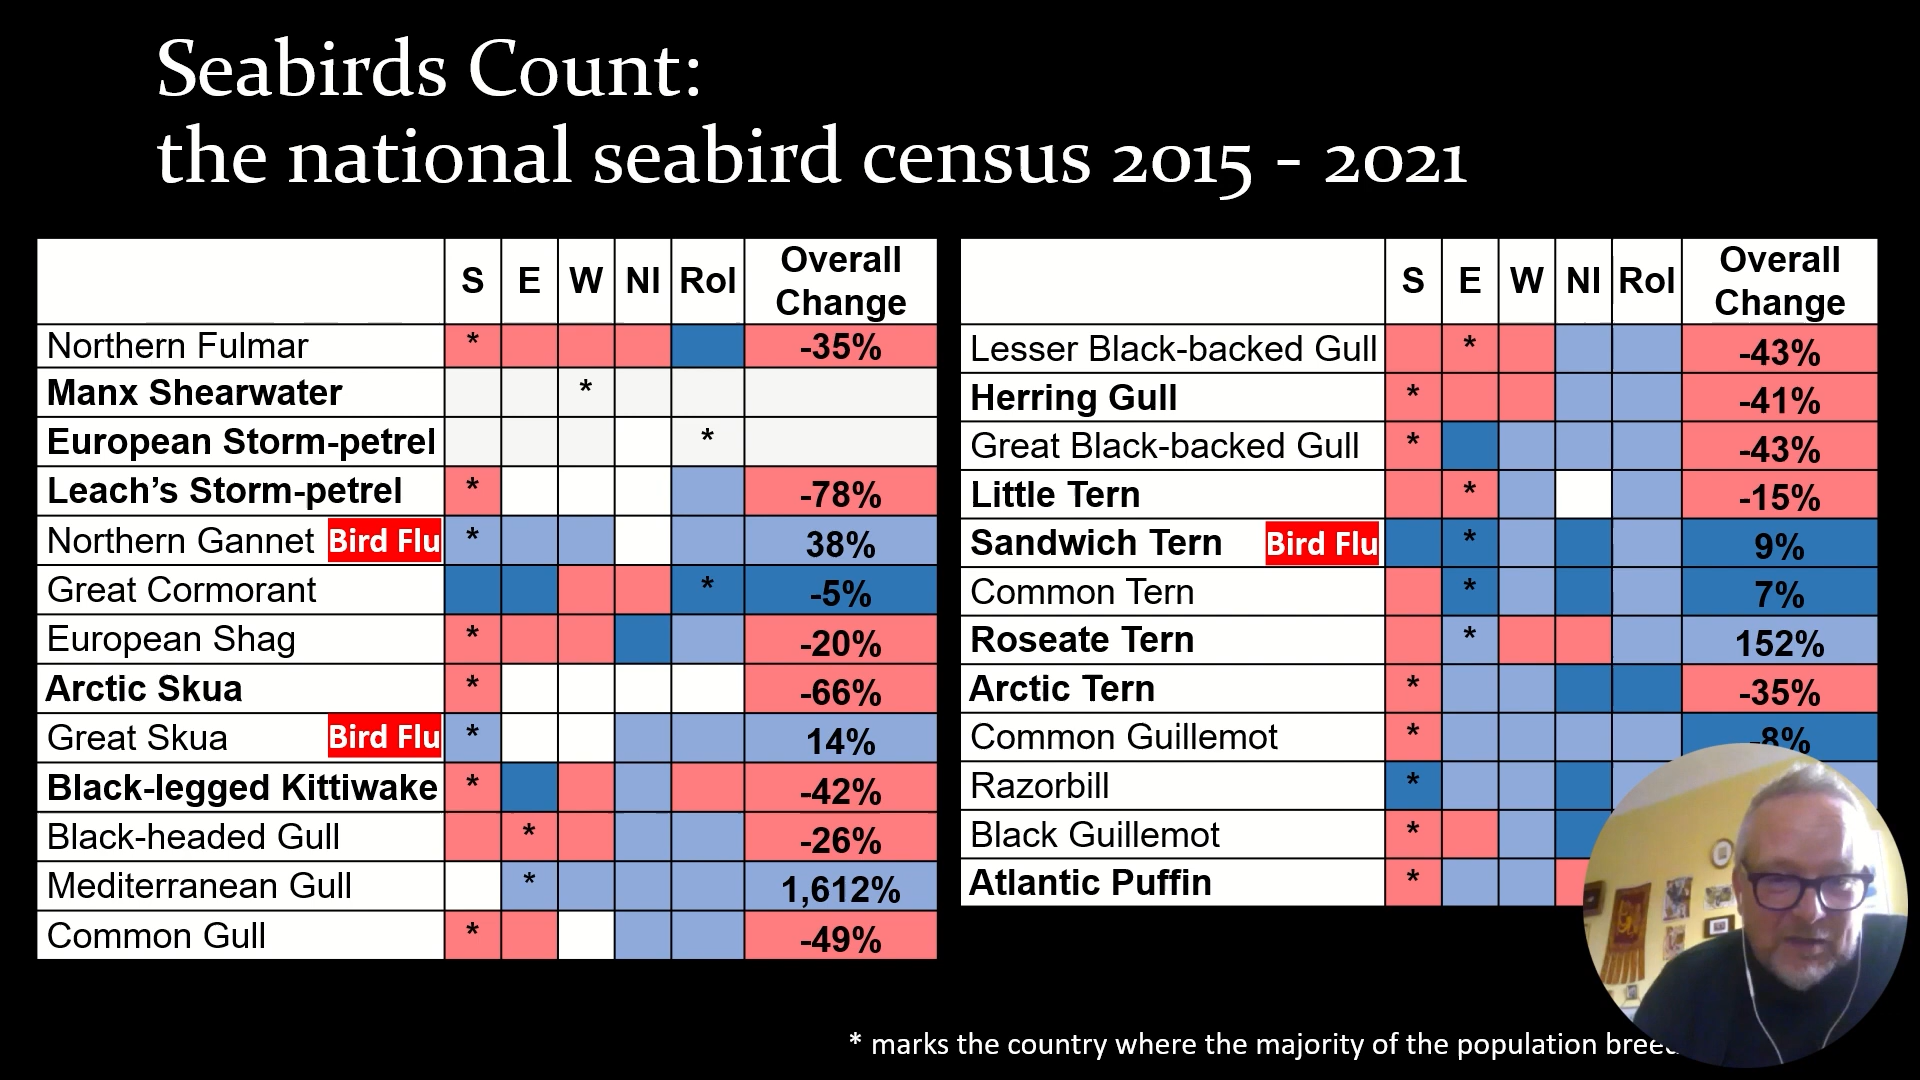 Seabirds Count:
the national seabird census 2015 - 2021
S E W NI RoI Overall Change
Northern Fulmar * -35%
Manx Shearwater *
European Storm-petrel *
Leach’s Storm-petrel * -78%
Northern Gannet Bird Flu * 38%
Great Cormorant * -5%
European Shag * -20%
Arctic Skua * -66%
Great Skua Bird Flu * 14%
Black-legged Kittiwake * -42%
Black-headed Gull * -26%
Mediterranean Gull * 1,612%
Common Gull * -49%
S E W NI RoI Overall Change
Lesser Black-backed Gull * -43%
Herring Gull * -41%
Great Black-backed Gull * -43%
Little Tern * -15%
Sandwich Tern Bird Flu * 9%
Common Tern * 7%
Roseate Tern * 152%
Arctic Tern * -35%
Common Guillemot * -8%
Razorbill *
Black Guillemot *
Atlantic Puffin *
* marks the country where the majority of the population